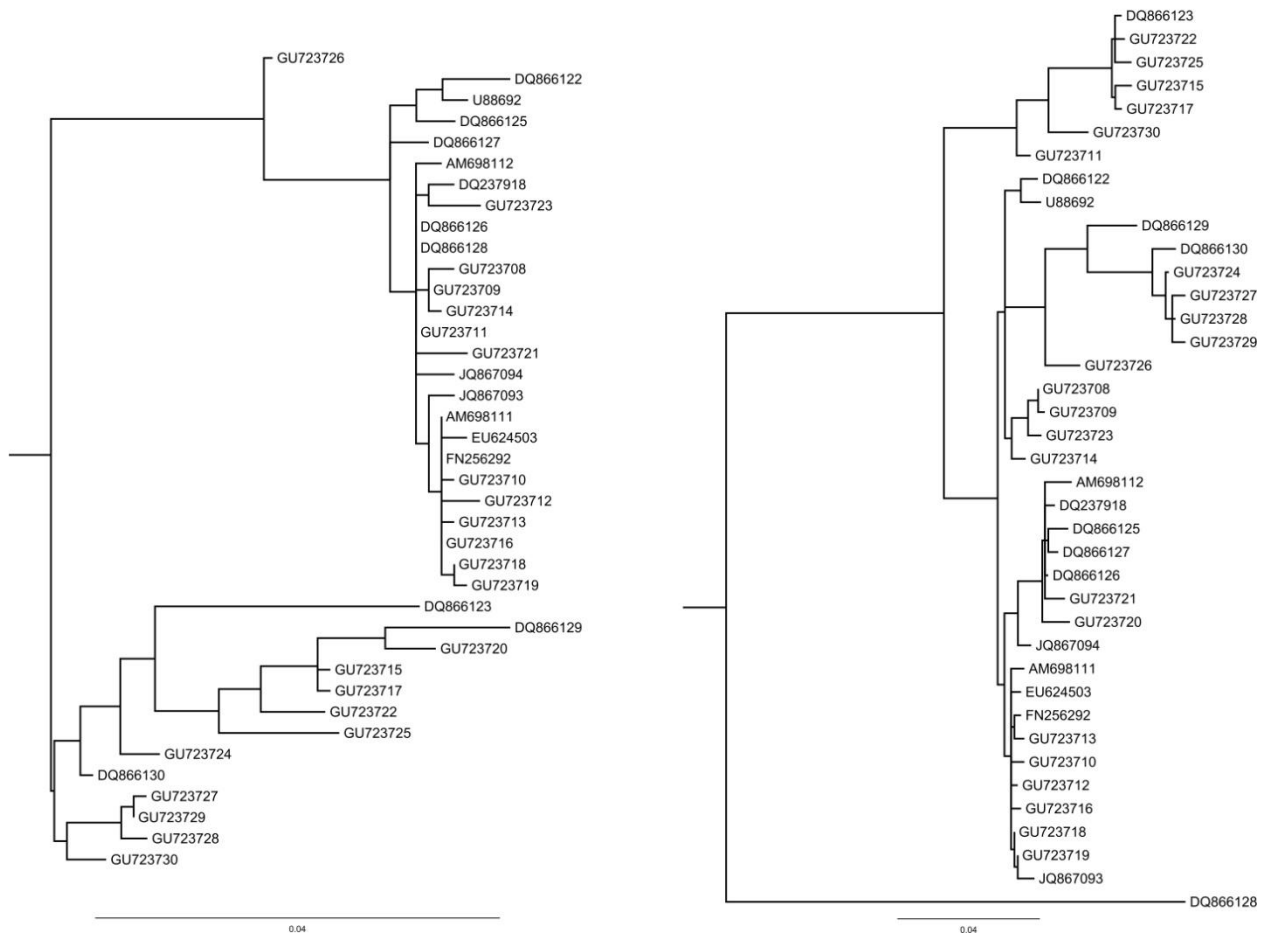 GU723726
DQ866122
U88692
DQ866125
DQ866127
AM698112
DQ237918
GU723723
DQ866126
DQ866128
GU723708
GU723709
GU723714
GU723711
GU723721
JQ867094
JQ867093
AM698111
EU624503
FN256292
GU723710
GU723712
GU723713
GU723716
GU723718
GU723719
DQ866123
DQ866129
GU723720
GU723715
GU723717
GU723722
GU723725
GU723724
DQ866130
GU723727
GU723729
GU723728
GU723730
0.04
DQ866123
GU723722
GU723725
GU723715
GU723717
GU723730
GU723711
DQ866122
U88692
DQ866129
DQ866130
GU723724
GU723727
GU723728
GU723729
GU723726
GU723708
GU723709
GU723723
GU723714
AM698112
DQ237918
DQ866125
DQ866127
DQ866126
GU723721
GU723720
JQ867094
AM698111
EU624503
FN256292
GU723713
GU723710
GU723712
GU723716
GU723718
GU723719
JQ867093
DQ866128
0.04